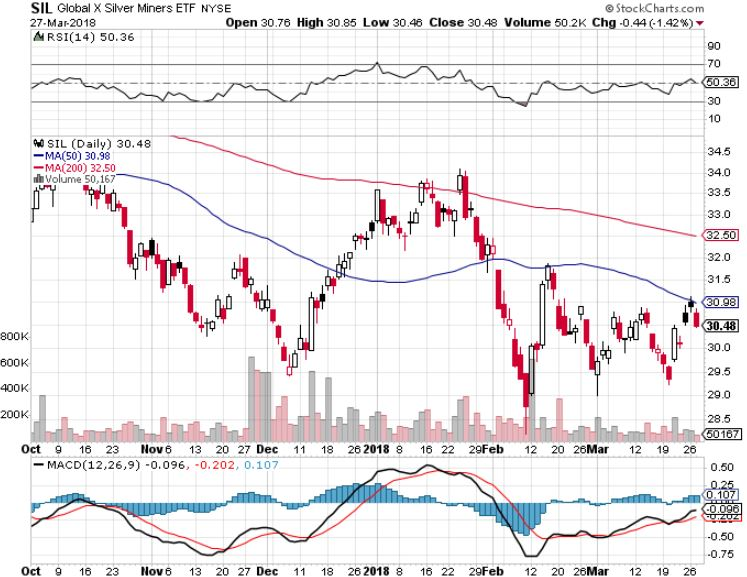 SIL Global X Silver Miners ETF NYSE © StockCharts.com
27-Mar-2018 Open 30.76 High 30.85 Low 30.46 Close 30.48 Volume 50.2K Chg -0.44 (-1.42%)
RSI(14) 50.36
90
70
50.36
30
10
SIL (Daily) 30.48
MA(50) 30.98
MA(200) 32.50
Volume 50,167
34.5
34.0
33.5
33.0
32.50
32.0
31.5
30.98
30.48
30.0
29.5
29.0
28.5
800K
600K
400K
200K
50167
Oct 9 16 23 Nov 6 13 20 27 Dec 11 18 26 2018 8 16 22 29 Feb 12 20 26 Mar 12 19 26
MACD(12,26,9) -0.096, -0.202, 0.107
0.50
0.25
0.107
-0.096
-0.202
-0.50
-0.75
Oct 9 16 23 Nov 6 13 20 27 Dec 11 18 26 2018 8 16 22 29 Feb 12 20 26 Mar 12 19 26